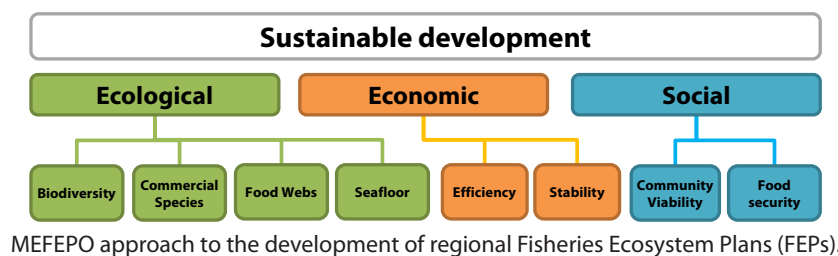 Sustainable development
Ecological
Economic
Social
Biodiversity
Commercial
Species
Food Webs
Seafloor
Efficiency
Stability
Community
Viability
Food
security
MEFEPO approach to the development of regional Fisheries Ecosystem Plans (FEPs).